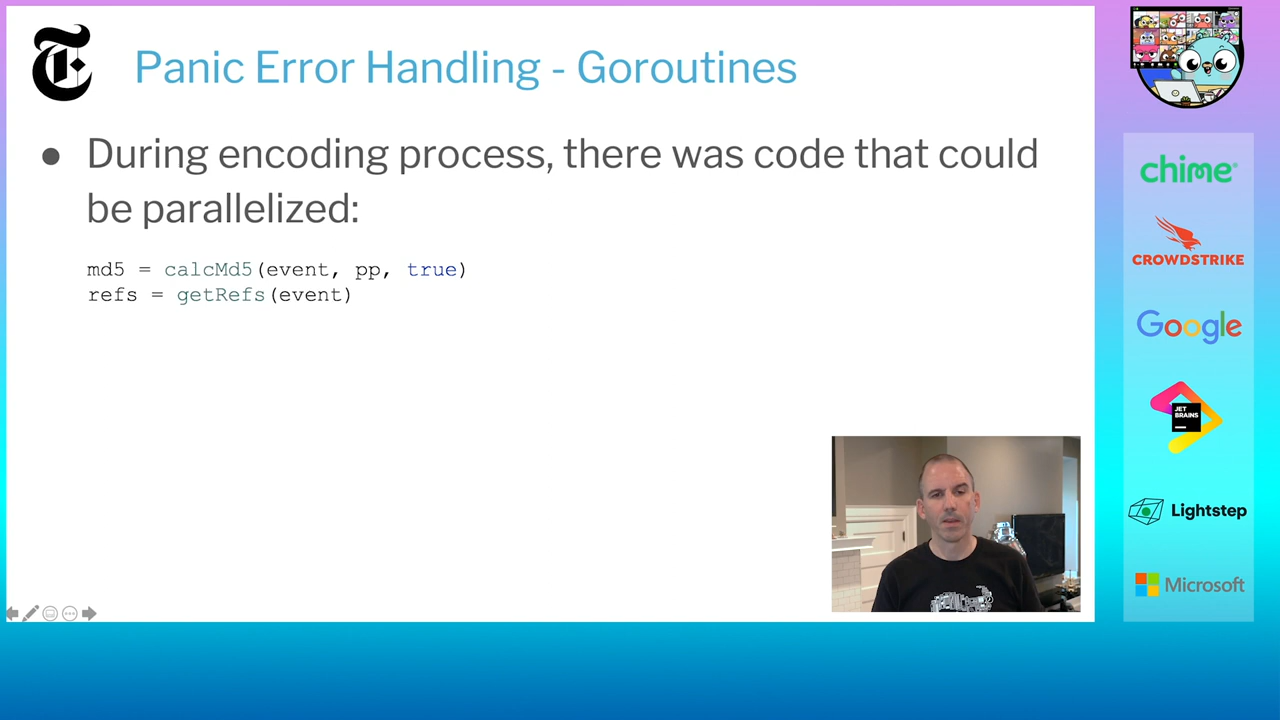 Panic Error Handling - Goroutines
● During encoding process, there was code that could
be parallelized:
md5 = calcMd5(event, pp, true)
refs = getRefs(event)
chime®
CROWDSTRIKE
Google
JET
BRAINS
Lightstep
Microsoft